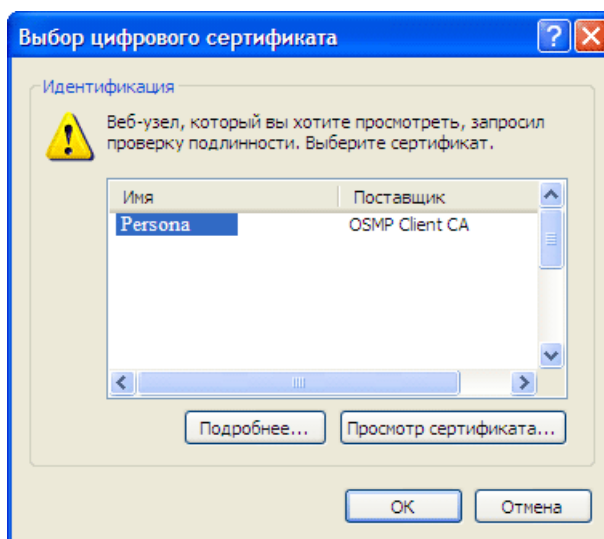 Выбор цифрового сертификата
Идентификация
Веб-узел, который вы хотите просмотреть, запросил
проверку подлинности. Выберите сертификат.
Имя Поставщик
Persona OSMP Client CA
Подробнее... Просмотр сертификата...
ОК Отмена